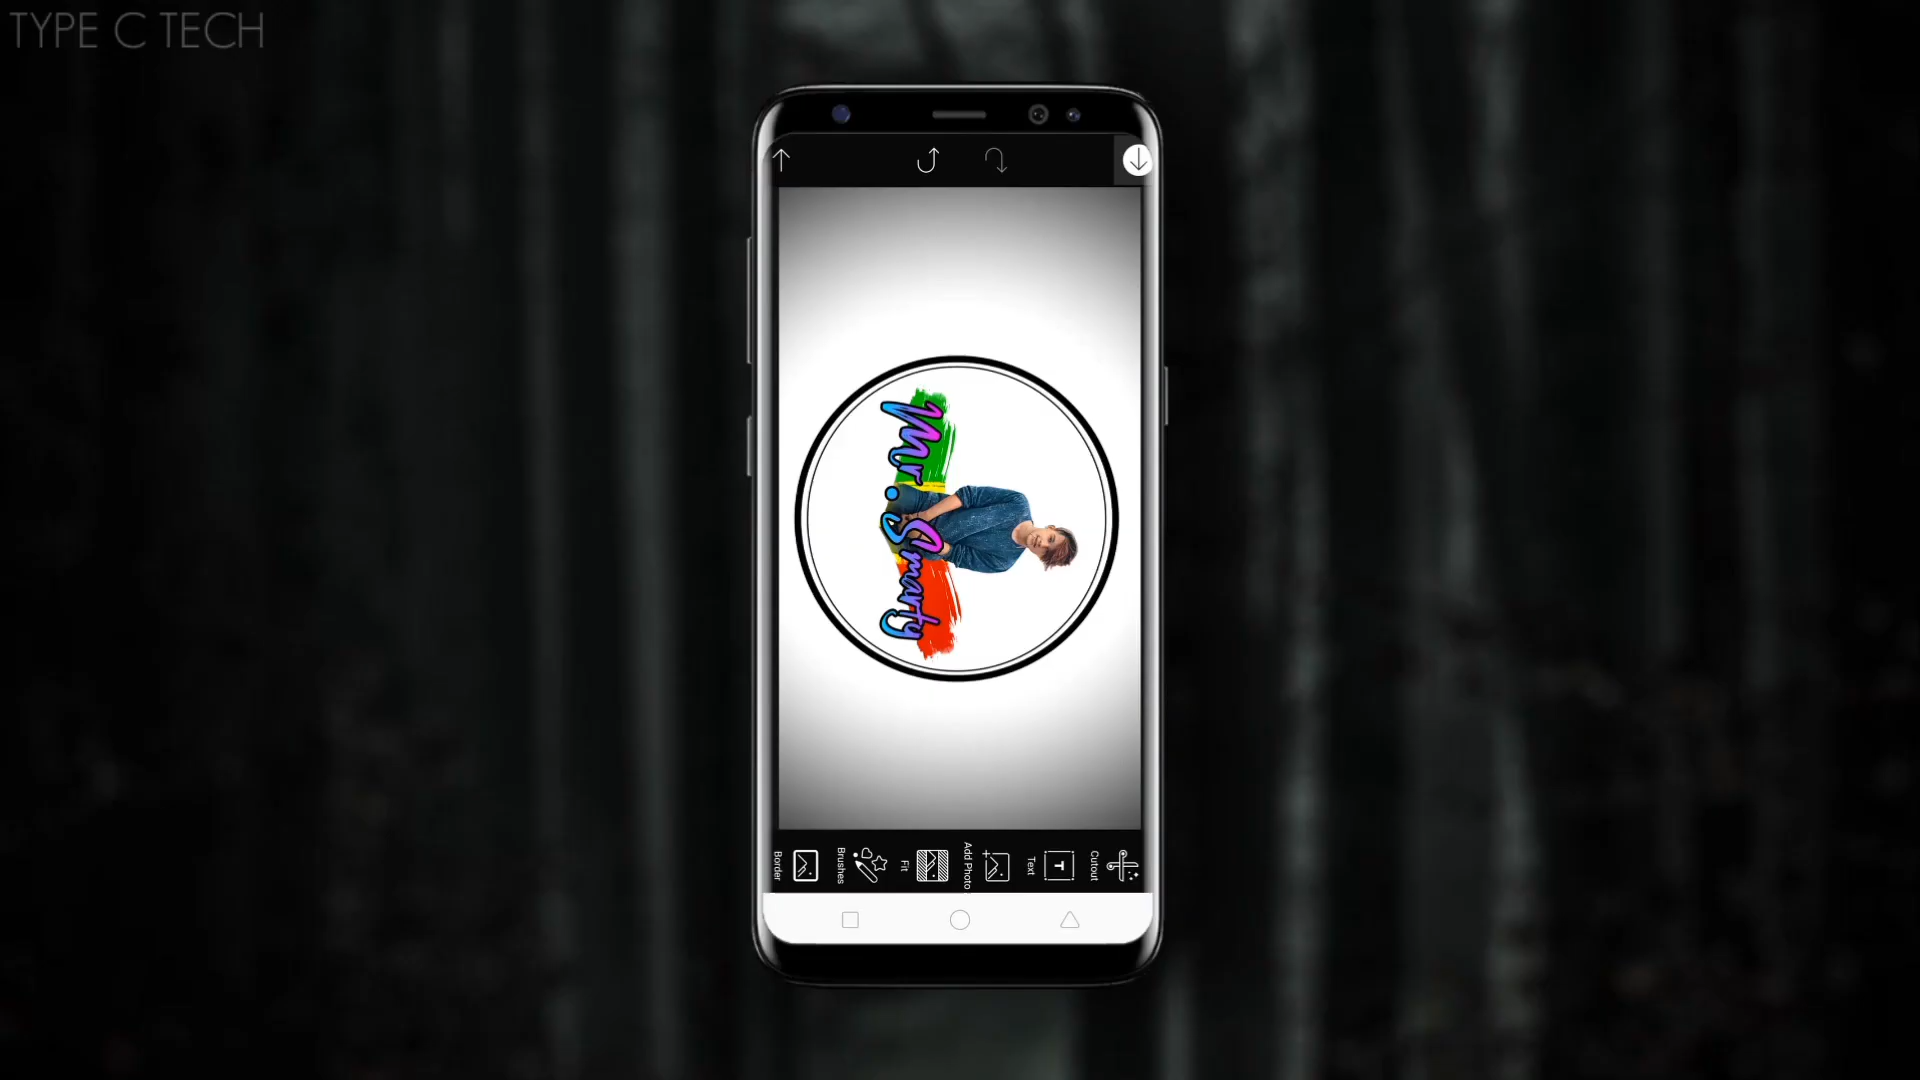 TYPE C TECH
Mr. Smarty
Border
Brushes
Fit
Add Photo
Text
Cutout